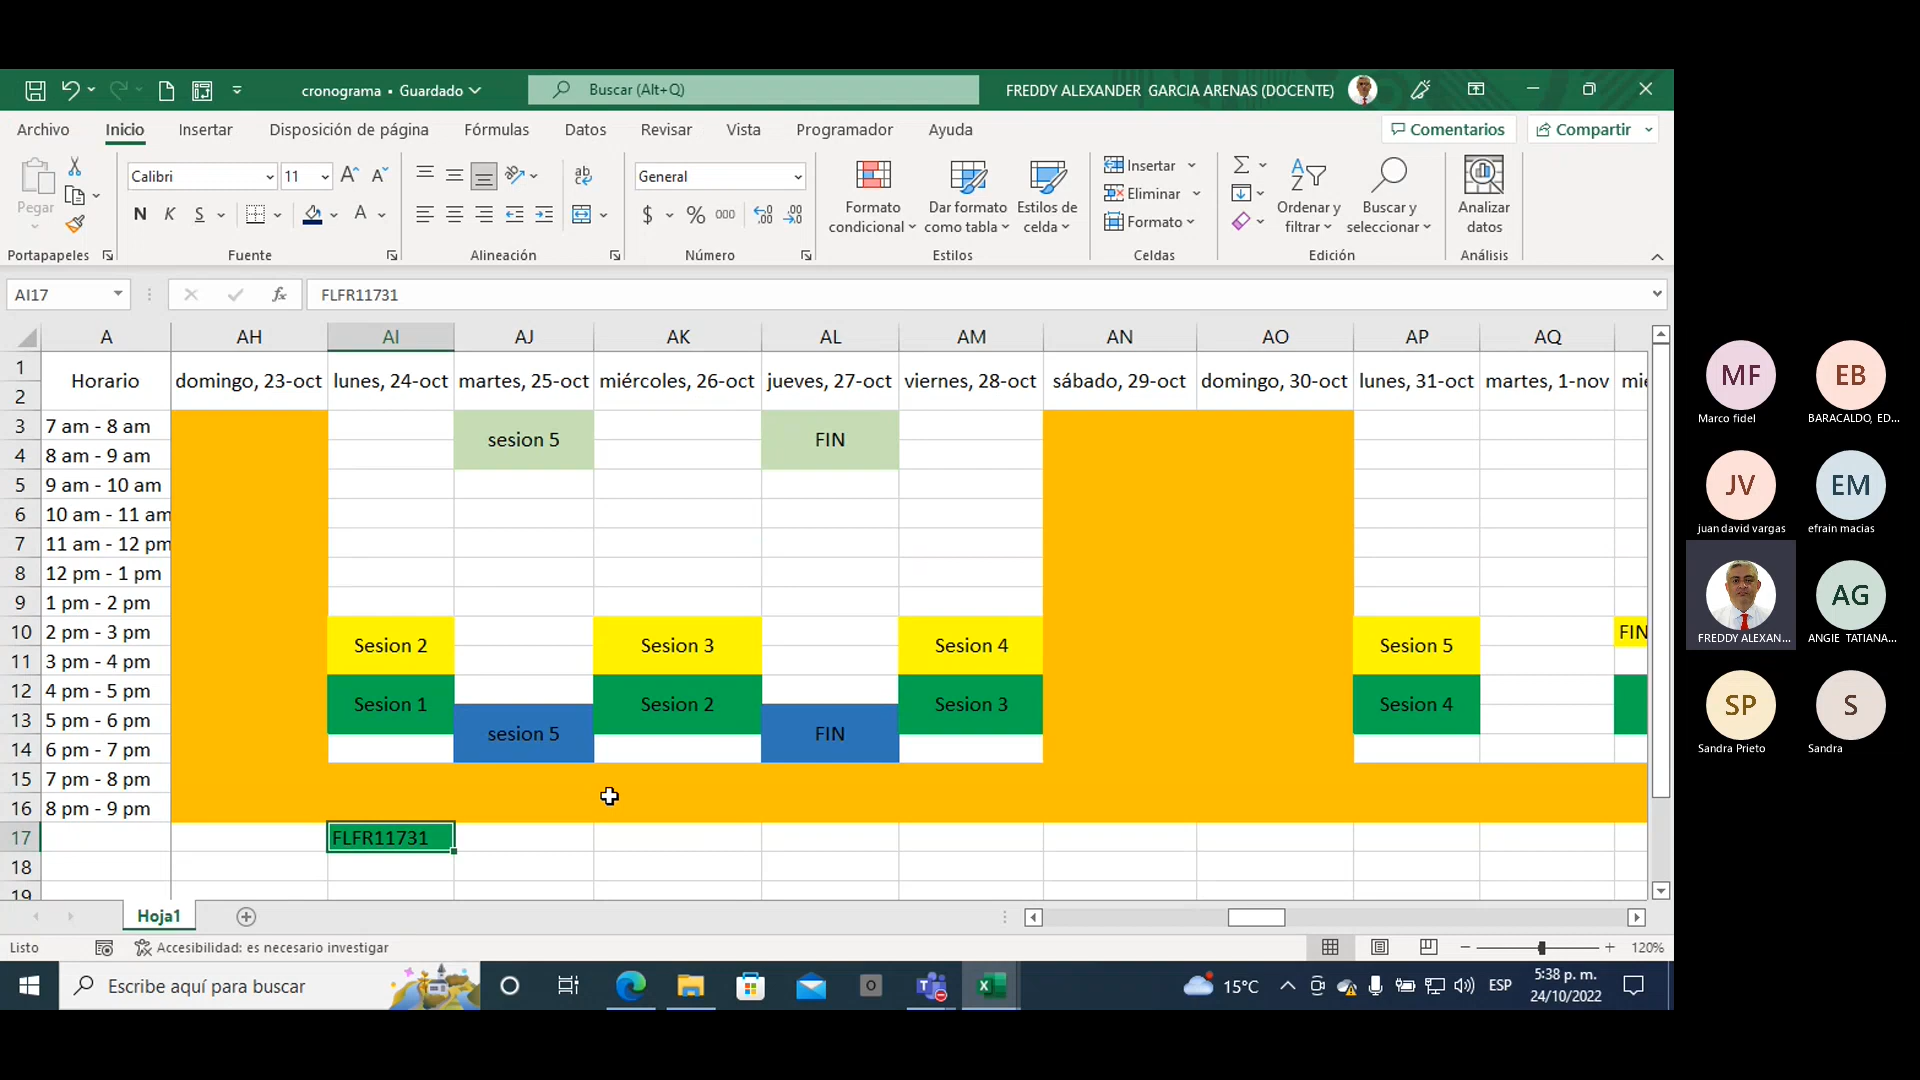 cronograma • Guardado
Buscar (Alt+Q)
FREDDY ALEXANDER GARCIA ARENAS (DOCENTE)
Archivo Inicio Insertar Disposición de página Fórmulas Datos Revisar Vista Programador Ayuda Comentarios Compartir
Pegar
Calibri 11
N K S
General
$ % 000
Formato condicional
Dar formato como tabla
Estilos de celda
Insertar
Eliminar
Formato
Ordenar y filtrar
Buscar y seleccionar
Analizar datos
Portapapeles Fuente Alineación Número Estilos Celdas Edición Análisis
AI17 fx FLFR11731
A AH AI AJ AK AL AM AN AO AP AQ
1
2 Horario domingo, 23-oct lunes, 24-oct martes, 25-oct miércoles, 26-oct jueves, 27-oct viernes, 28-oct sábado, 29-oct domingo, 30-oct lunes, 31-oct martes, 1-nov mié
3 7 am - 8 am
sesion 5 FIN
4 8 am - 9 am
5 9 am - 10 am
6 10 am - 11 am
7 11 am - 12 pm
8 12 pm - 1 pm
9 1 pm - 2 pm
10 2 pm - 3 pm FIN
Sesion 2 Sesion 3 Sesion 4 Sesion 5
11 3 pm - 4 pm
12 4 pm - 5 pm
Sesion 1 Sesion 2 Sesion 3 Sesion 4
13 5 pm - 6 pm
sesion 5 FIN
14 6 pm - 7 pm
15 7 pm - 8 pm
16 8 pm - 9 pm
17 FLFR11731
18
19
Hoja1
Listo Accesibilidad: es necesario investigar 120%
Escribe aquí para buscar
15°C ESP
5:38 p. m.
24/10/2022
MF EB
Marco fidel BARACALDO, ED...
JV EM
juan david vargas efrain macias
AG
FREDDY ALEXAN... ANGIE TATIANA...
SP S
Sandra Prieto Sandra